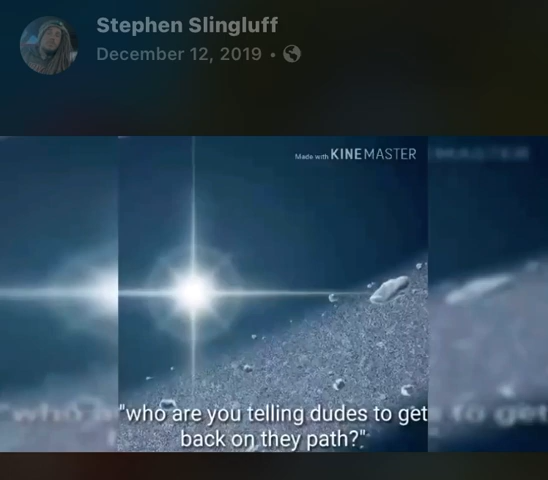 Stephen Slingluff
December 12, 2019 •
Made with KINEMASTER
"who are you telling dudes to get
back on they path?"